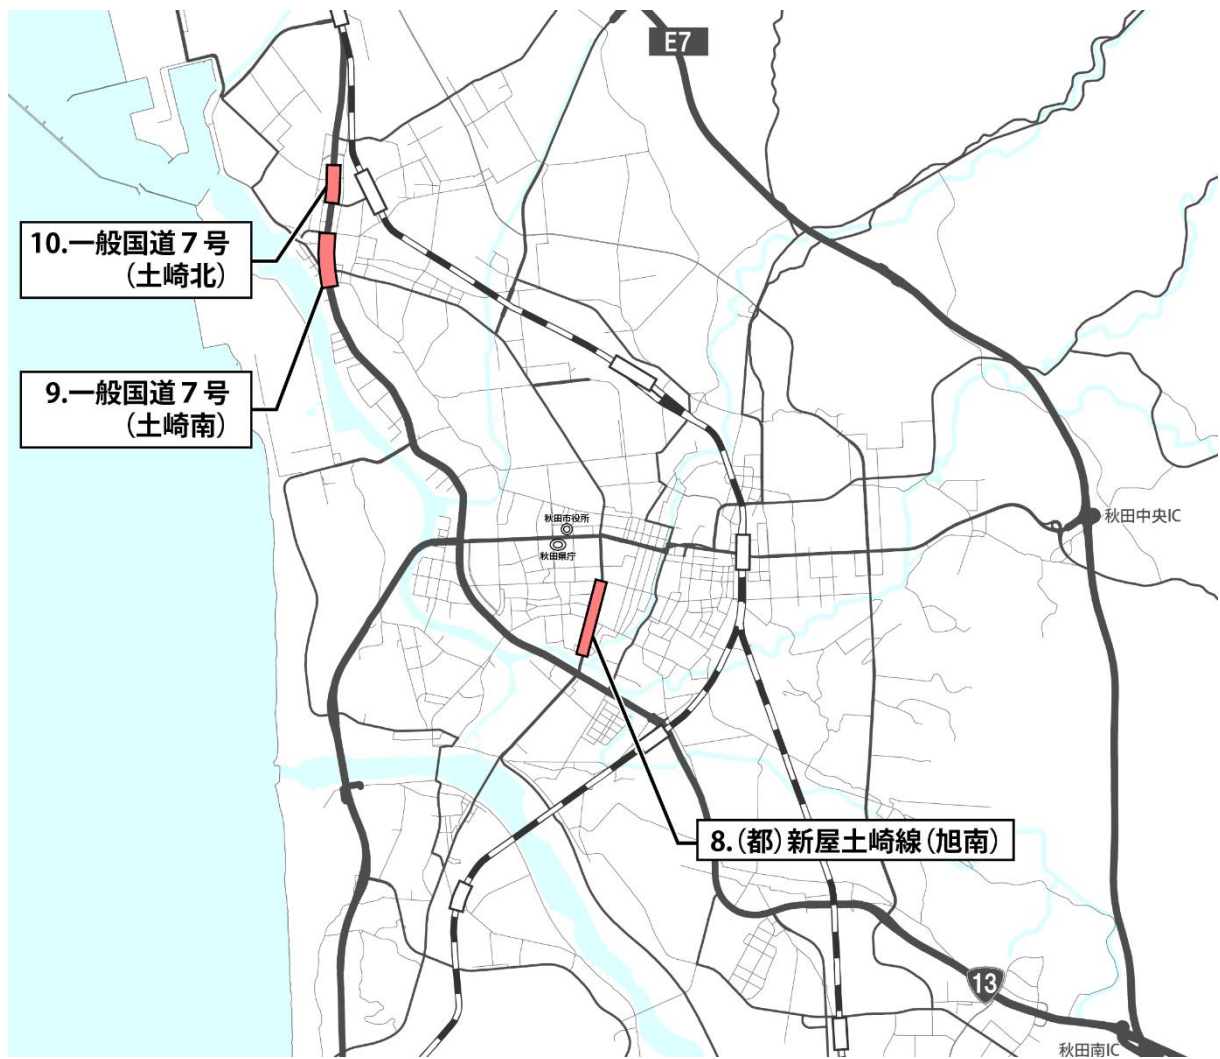 E7
10.一般国道７号
（土崎北）
9.一般国道７号
（土崎南）
秋田中央IC
秋田市役所
秋田県庁
8.（都）新屋土崎線（旭南）
13
秋田南IC